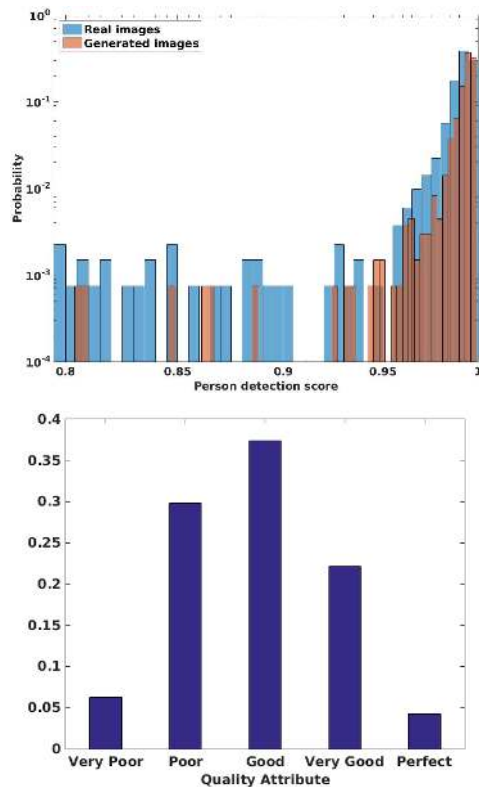 10^0
Real images
Generated images
10^-1
10^-2
10^-3
10^-4
Probability
0.8 0.85 0.9 0.95 1
Person detection score
0.4
0.35
0.3
0.25
0.2
0.15
0.1
0.05
0
Very Poor Poor Good Very Good Perfect
Quality Attribute